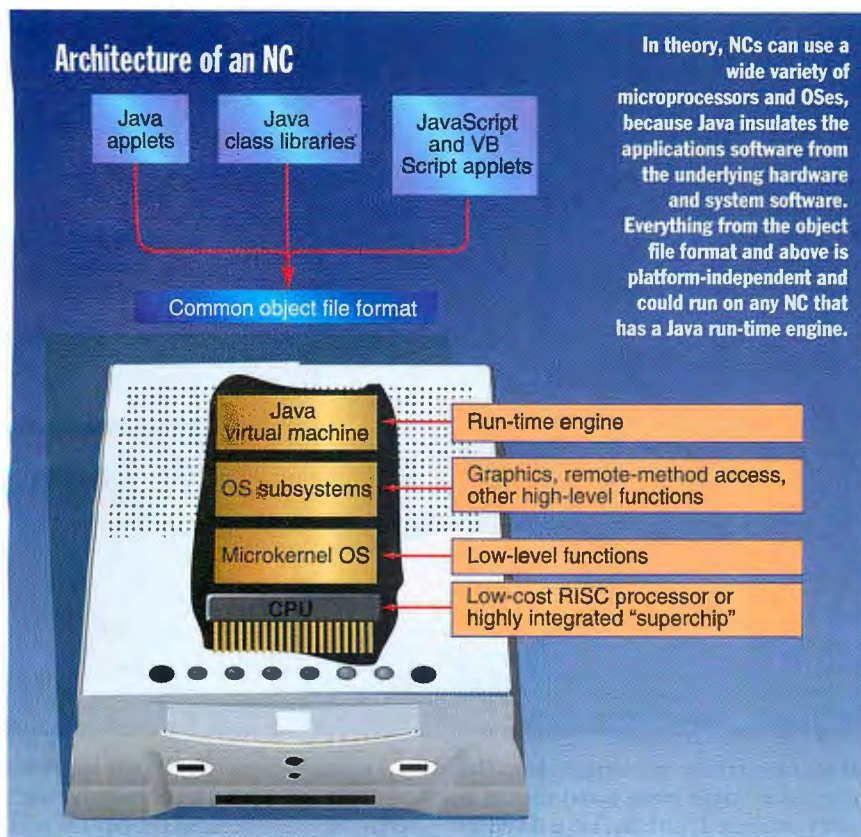 Architecture of an NC
In theory, NCs can use a
wide variety of
microprocessors and OSes,
because Java insulates the
applications software from
the underlying hardware
and system software.
Everything from the object
file format and above is
platform-independent and
could run on any NC that
has a Java run-time engine.
Java
applets
Java
class libraries
JavaScript
and VB
Script applets
Common object file format
Java
virtual machine
Run-time engine
OS subsystems
Graphics, remote-method access,
other high-level functions
Microkernel OS
Low-level functions
CPU
Low-cost RISC processor or
highly integrated “superchip”